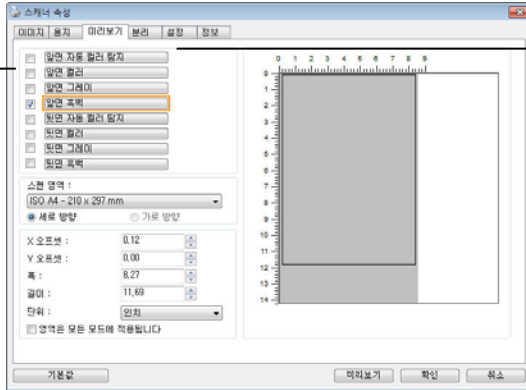 스캐너 속성
이미지 용지 미리보기 분리 설정 정보
앞면 자동 컬러 탐지
앞면 컬러
앞면 그레이
앞면 흑백
뒷면 자동 컬러 탐지
뒷면 컬러
뒷면 그레이
뒷면 흑백
스캔 영역 :
ISO A4 - 210 x 297 mm
세로 방향 가로 방향
X 오프셋 : 0,12
Y 오프셋 : 0,00
폭 : 8,27
길이 : 11,69
단위 : 인치
영역은 모든 모드에 적용됩니다
0 1 2 3 4 5 6 7 8 9
0
1
2
3
4
5
6
7
8
9
10
11
12
13
14
기본값 미리보기 확인 취소